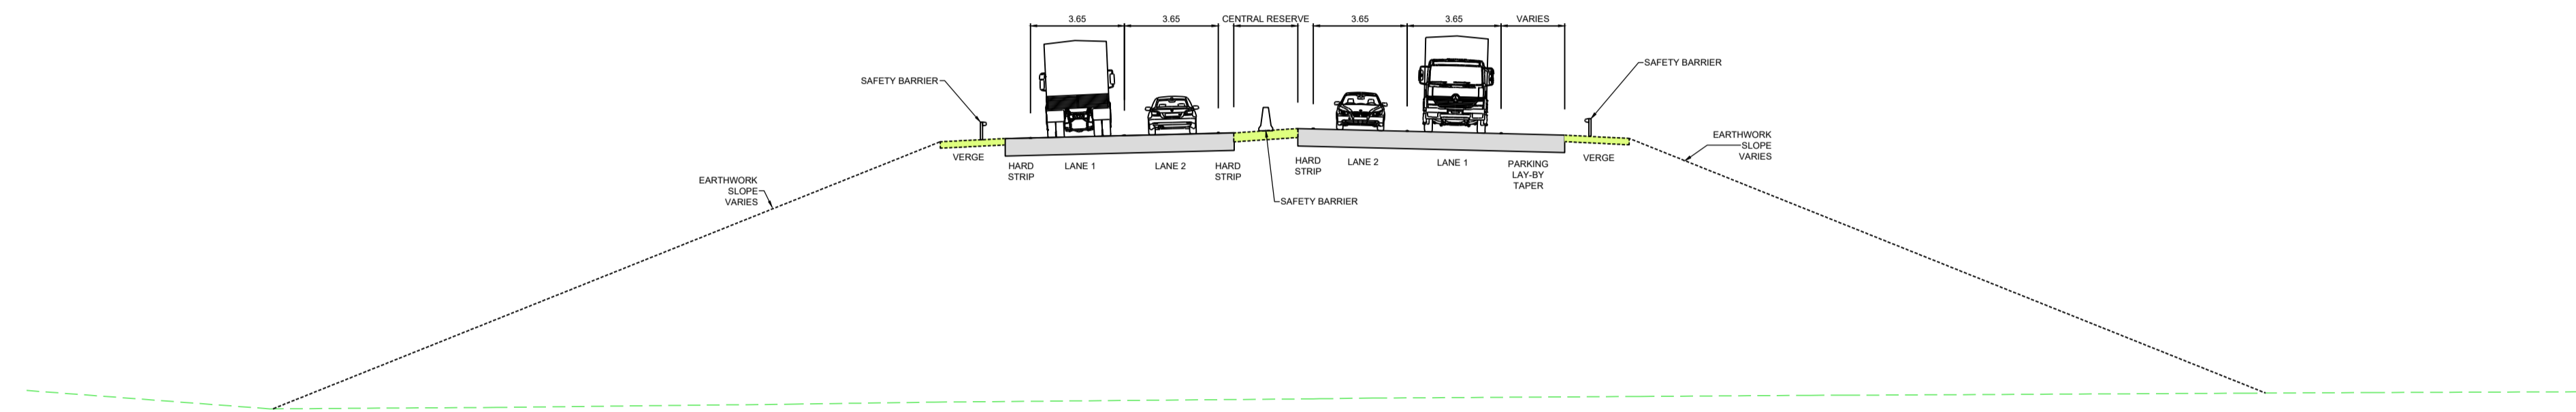 3.65
3.65
CENTRAL RESERVE
3.65
3.65
VARIES
SAFETY BARRIER
SAFETY BARRIER
EARTHWORK
SLOPE
VARIES
VERGE
HARD
STRIP
LANE 1
LANE 2
HARD
STRIP
HARD
STRIP
LANE 2
LANE 1
PARKING
LAY-BY
TAPER
VERGE
EARTHWORK
SLOPE
VARIES
SAFETY BARRIER